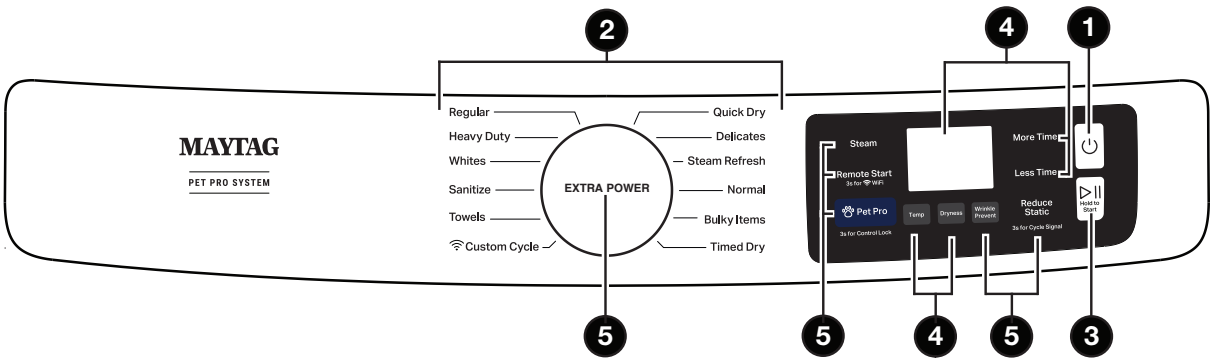 2
4
1
MAYTAG
PET PRO SYSTEM
Regular
Heavy Duty
Whites
Sanitize
Towels
Custom Cycle
EXTRA POWER
Quick Dry
Delicates
Steam Refresh
Normal
Bulky Items
Timed Dry
Steam
Remote Start
3s for WiFi
Pet Pro
3s for Control Lock
Temp
Dryness
Wrinkle
Prevent
More Time
Less Time
Reduce
Static
3s for Cycle Signal
Hold to
Start
5
5
4
5
3